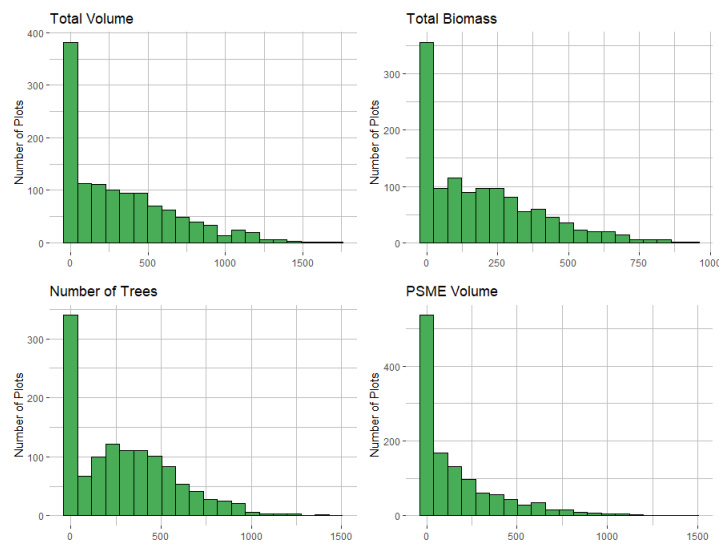 Total Volume
Number of Plots
400
300
200
100
0
0 500 1000 1500
Total Biomass
Number of Plots
300
200
100
0
0 250 500 750 1000
Number of Trees
Number of Plots
300
200
100
0
0 500 1000 1500
PSME Volume
Number of Plots
400
200
0
0 500 1000 1500